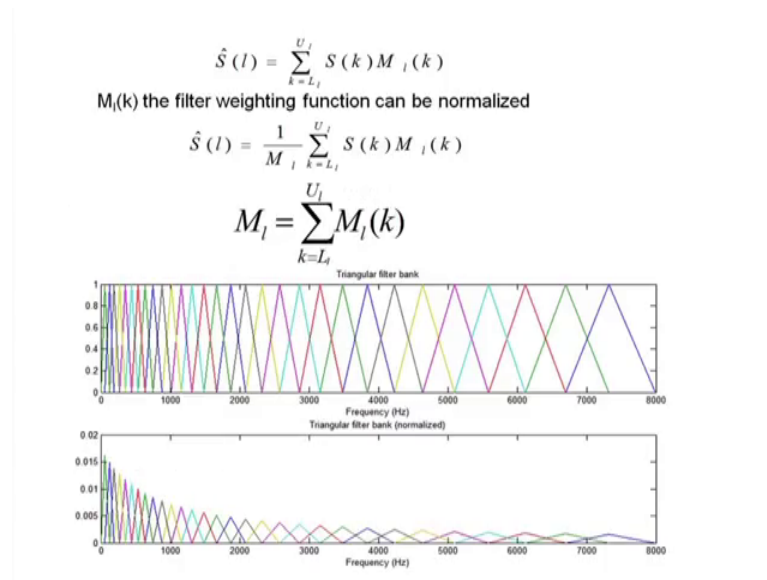 Ŝ(l) = Σ_{k=L_l}^{U_l} S(k)M_l(k)
M_l(k) the filter weighting function can be normalized
Ŝ(l) = 1/M_l Σ_{k=L_l}^{U_l} S(k)M_l(k)
M_l = Σ_{k=L_l}^{U_l} M_l(k)
Triangular filter bank
1
0.8
0.6
0.4
0.2
0
0 1000 2000 3000 4000 5000 6000 7000 8000
Frequency (Hz)
Triangular filter bank (normalized)
0.02
0.015
0.01
0.005
0
0 1000 2000 3000 4000 5000 6000 7000 8000
Frequency (Hz)